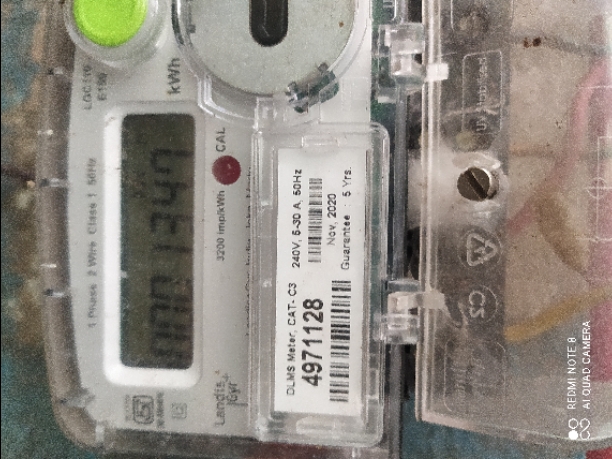 kWh
1 Phase 2 Wire Class 1 50Hz
CAL
3200 imp/kWh
Landis
Gyr
DLMS Meter, CAT- C3
240V, 5-30 A, 50Hz
4971128
Nov, 2020
Guarantee : 5 Yrs.
REDMI NOTE 8
AI QUAD CAMERA